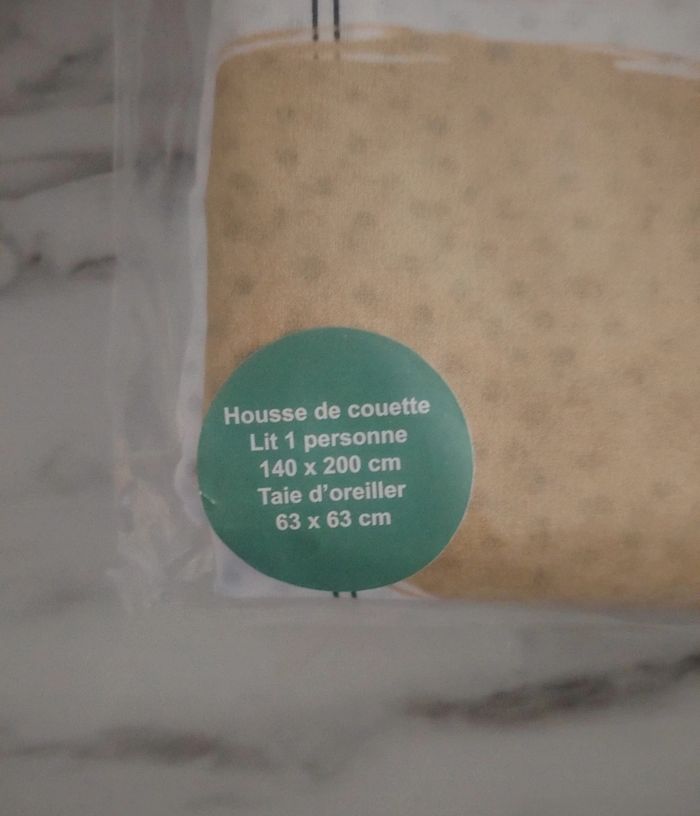 Housse de couette
Lit 1 personne
140 x 200 cm
Taie d'oreiller
63 x 63 cm